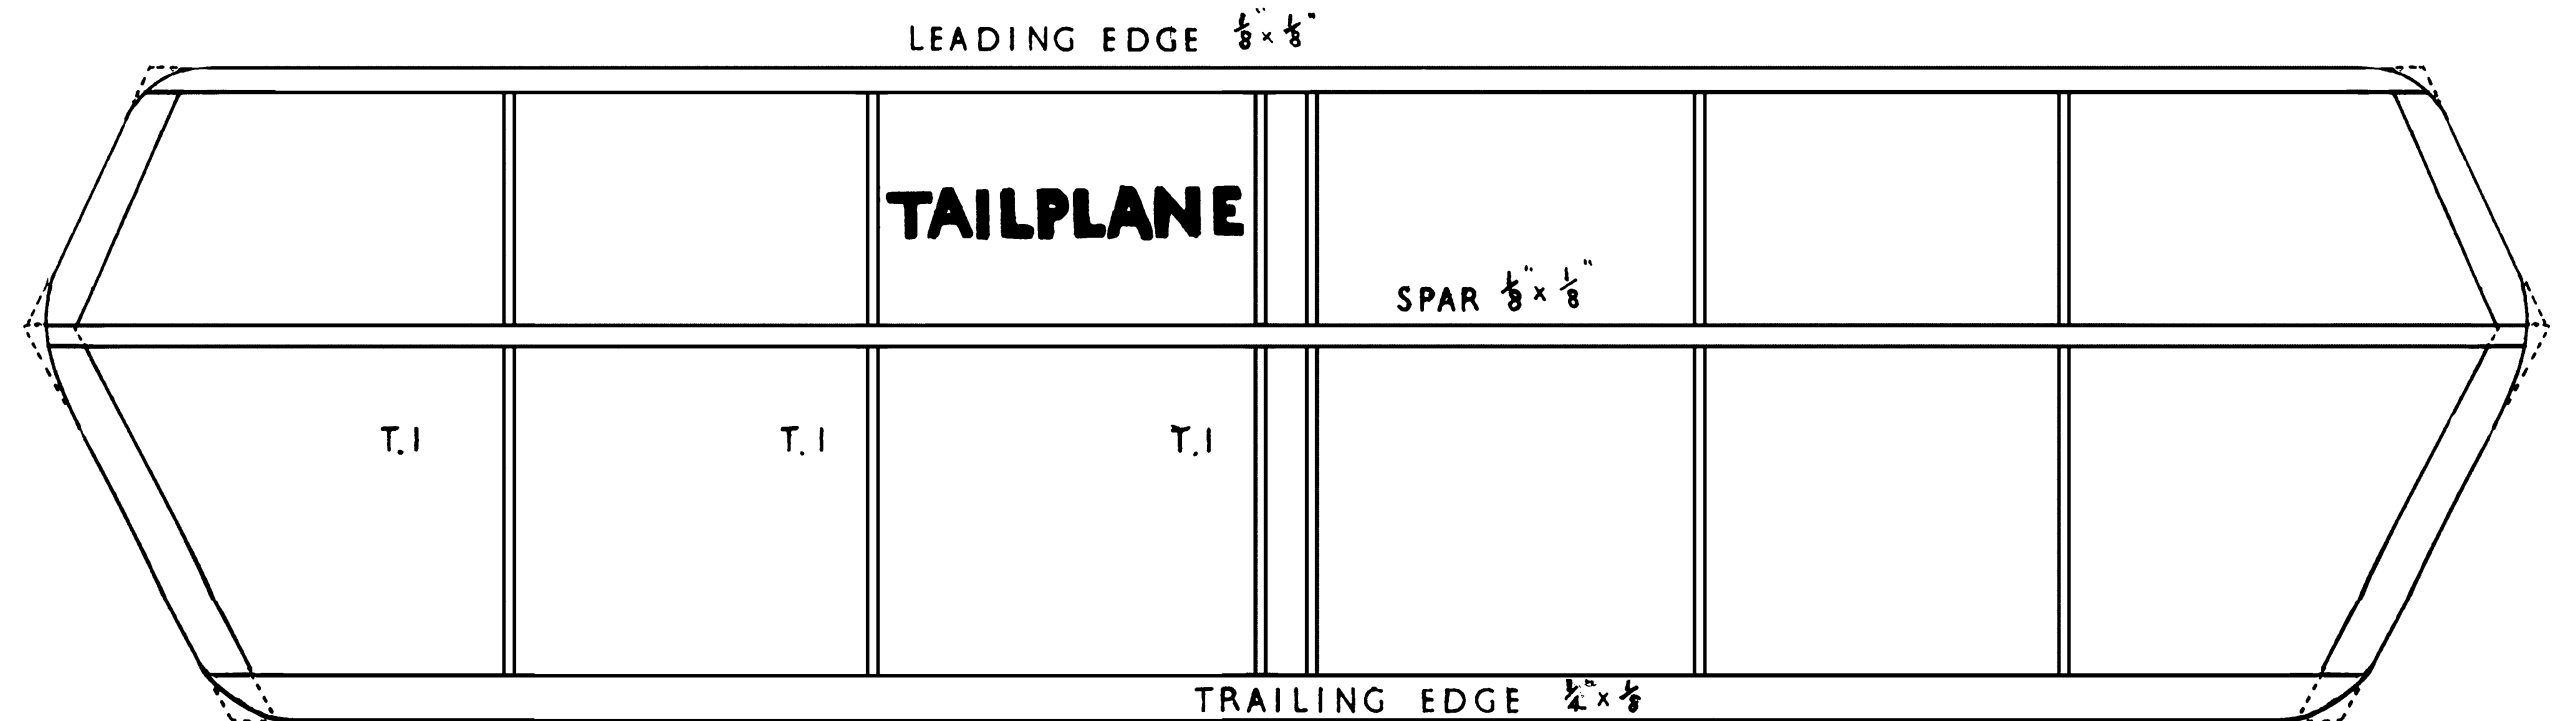 LEADING EDGE 1/8" x 1/8"
TAILPLANE
SPAR 1/8" x 1/8"
T.1 T.1 T.1
TRAILING EDGE 1/4" x 1/8